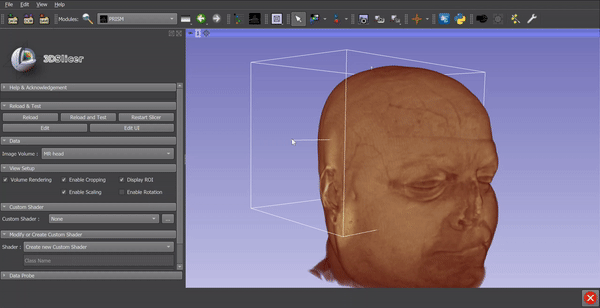 File Edit View Help
Modules: PRISM
3DSlicer
Help & Acknowledgement
Reload & Test
Reload Reload and Test Restart Slicer
Edit Edit UI
Data
Image Volume : MR head
View Setup
Volume Rendering Enable Cropping Display ROI
Enable Scaling Enable Rotation
Custom Shader
Custom Shader : None ...
Modify or Create Custom Shader
Shader : Create new Custom Shader
Class Name
Data Probe